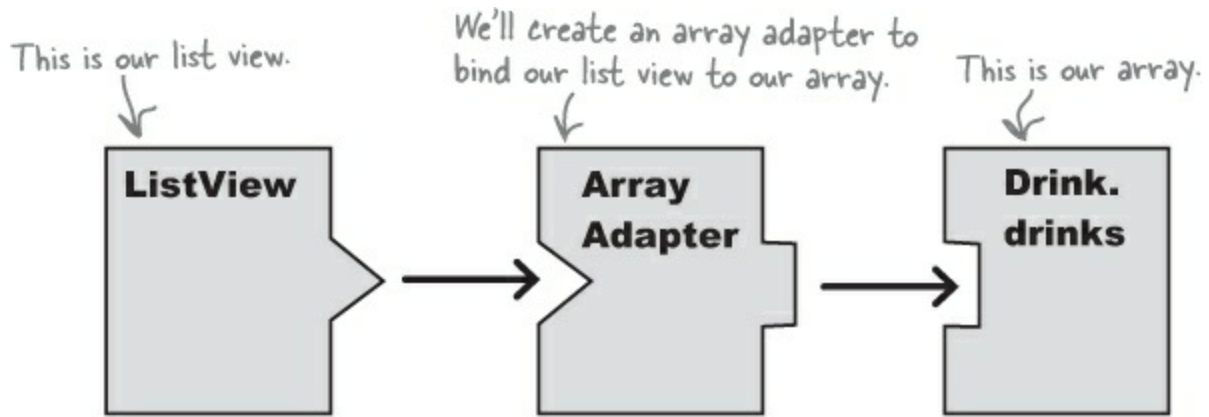 This is our list view.
We'll create an array adapter to
bind our list view to our array.
This is our array.
ListView
Array
Adapter
Drink.
drinks